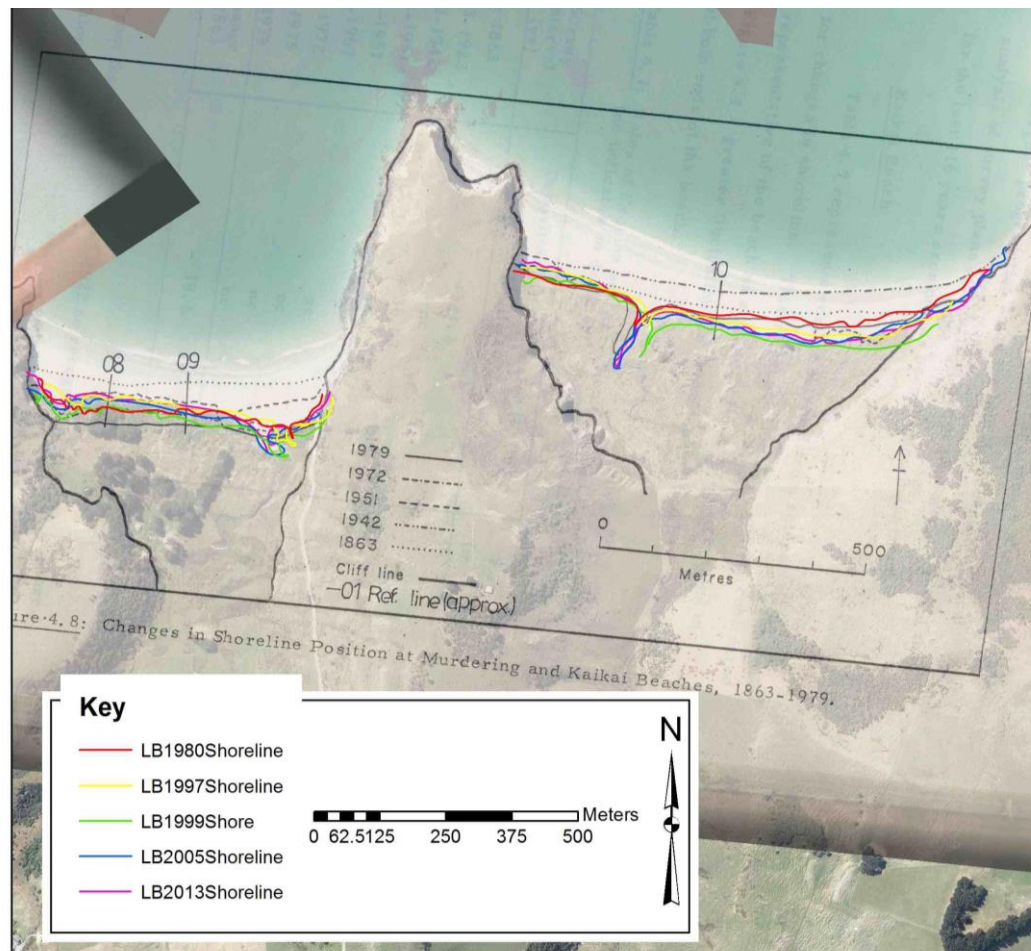 10
08
09
1979
1972
1951
1942
1863
Cliff line
—01 Ref. line (approx.)
0
500
Metres
ure·4.8: Changes in Shoreline Position at Murdering and Kaikai Beaches, 1863-1979.
Key
N
LB1980Shoreline
LB1997Shoreline
LB1999Shore
LB2005Shoreline
LB2013Shoreline
Meters
0 62.5125 250 375 500